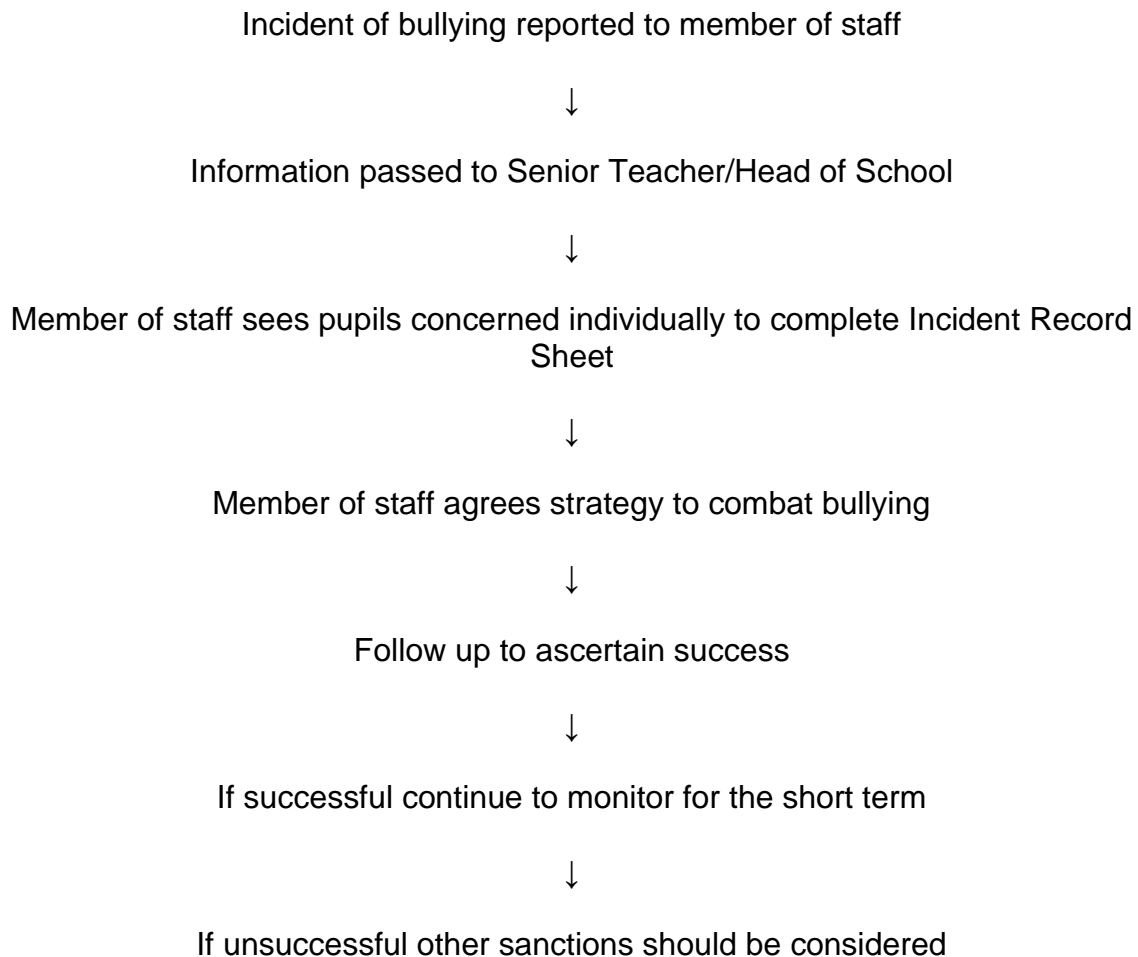 Incident of bullying reported to member of staff
↓
Information passed to Senior Teacher/Head of School
↓
Member of staff sees pupils concerned individually to complete Incident Record
Sheet
↓
Member of staff agrees strategy to combat bullying
↓
Follow up to ascertain success
↓
If successful continue to monitor for the short term
↓
If unsuccessful other sanctions should be considered